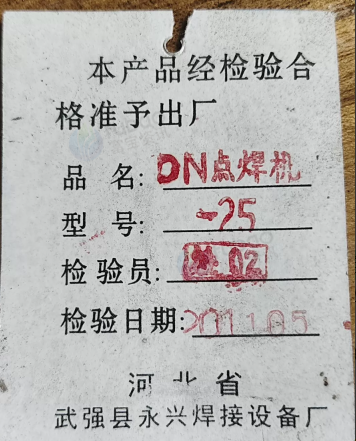 本产品经检验合
格准予出厂
品 名: DN点焊机
型 号: -25
检验员: 02
检验日期: 201105
河北省
武强县永兴焊接设备厂